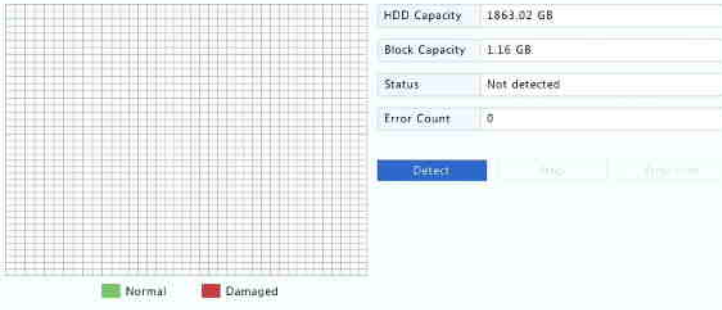 HDD Capacity 1863.02 GB
Block Capacity 1.16 GB
Status Not detected
Error Count 0
Detect
Normal Damaged